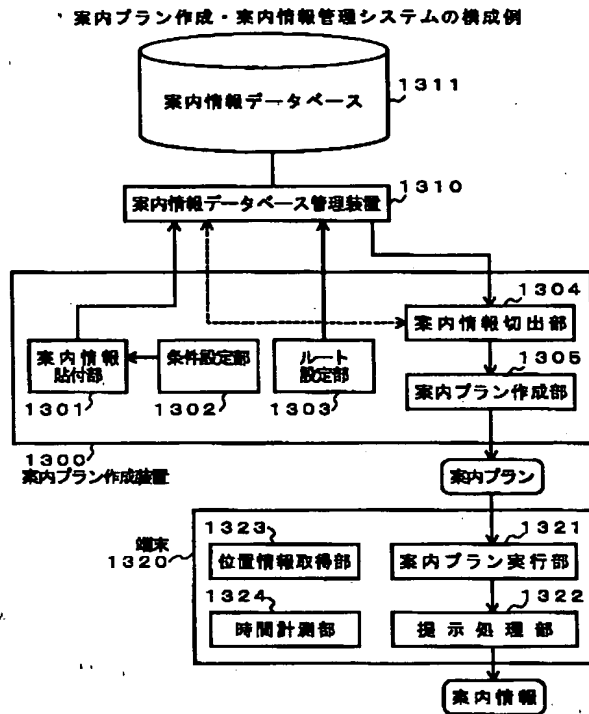 案内プラン作成・案内情報管理システムの構成例
1311
案内情報データベース
1310
案内情報データベース管理装置
1304
案内情報切出部
1305
案内情報
貼付部
条件設定部
ルート
設定部
案内プラン作成部
1301
1302
1303
1300
案内プラン作成装置
案内プラン
端末
1320
1323
1321
位置情報取得部
案内プラン実行部
1324
1322
時間計測部
提示処理部
案内情報